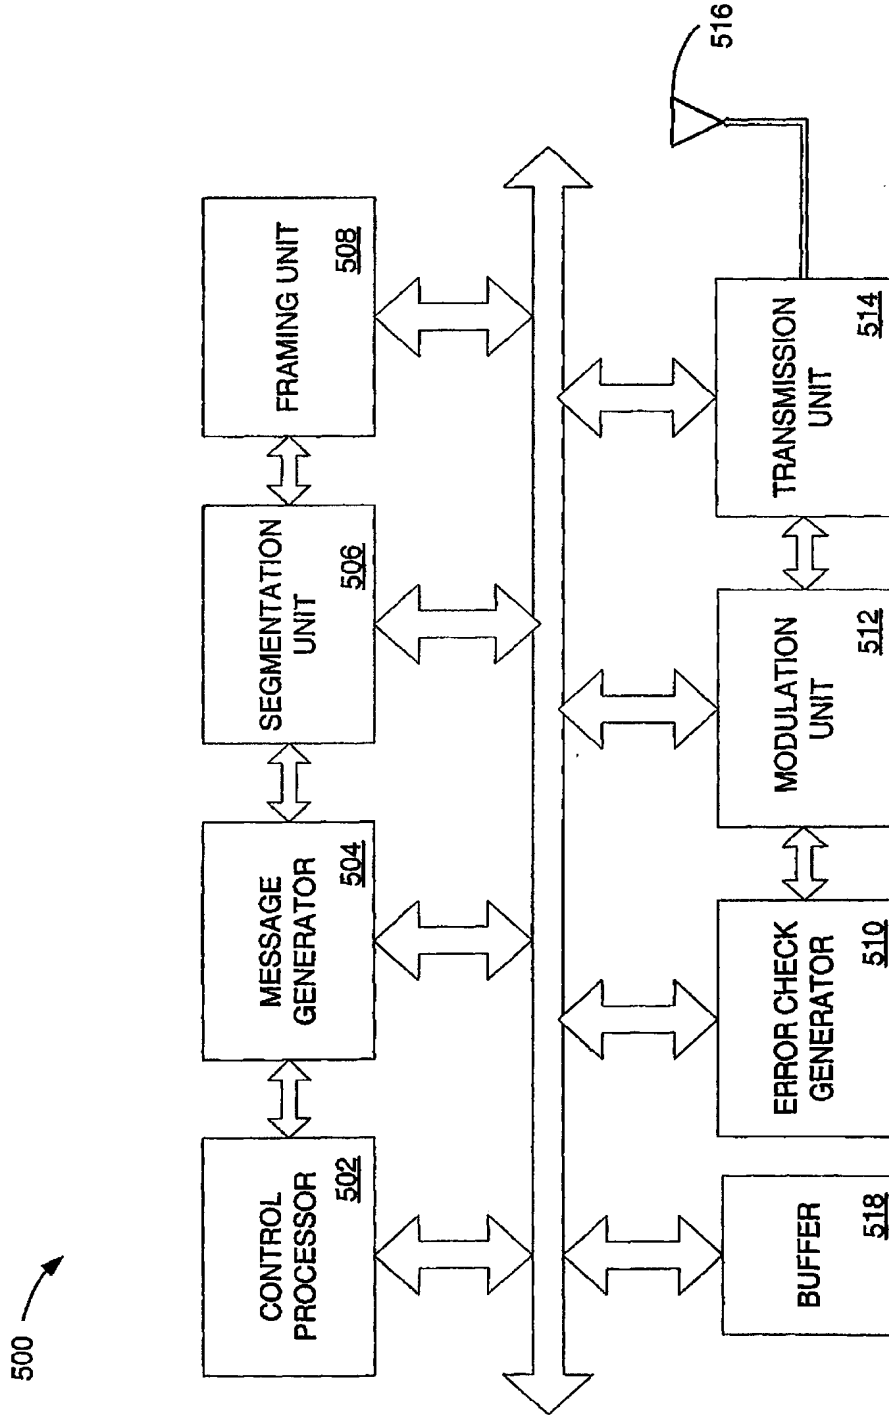 500
CONTROL
PROCESSOR
502
MESSAGE
GENERATOR
504
SEGMENTATION
UNIT
506
FRAMING UNIT
508
BUFFER
518
ERROR CHECK
GENERATOR
510
MODULATION
UNIT
512
TRANSMISSION
UNIT
514
516